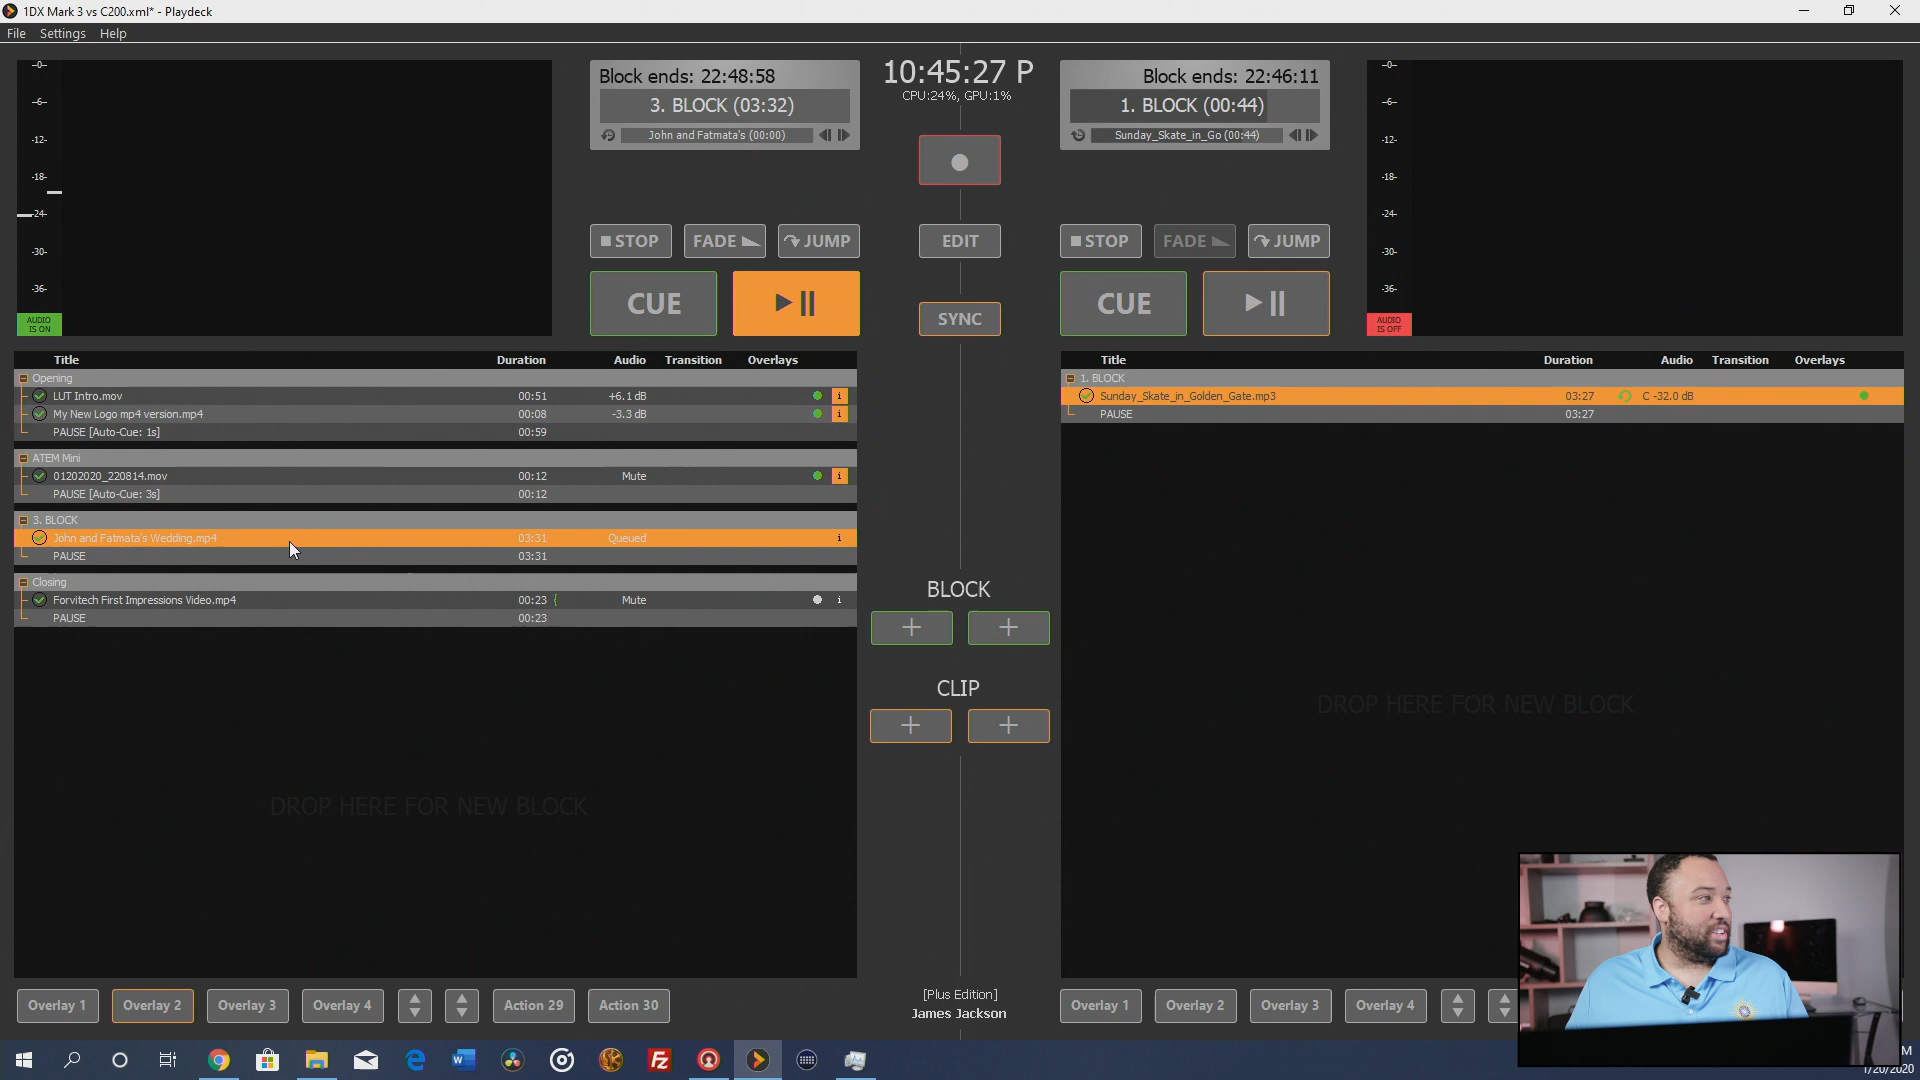 1DX Mark 3 vs C200.xml* - Playdeck
File Settings Help
-0-
-6-
-12-
-18-
-24-
-30-
-36-
AUDIO
IS ON
Block ends: 22:48:58
3. BLOCK (03:32)
John and Fatmata's (00:00)
STOP
FADE
JUMP
CUE
10:45:27 P
CPU:24%, GPU:1%
EDIT
SYNC
Block ends: 22:46:11
1. BLOCK (00:44)
Sunday_Skate_in_Go (00:44)
STOP
FADE
JUMP
CUE
-0-
-6-
-12-
-18-
-24-
-30-
-36-
AUDIO
IS OFF
Title Duration Audio Transition Overlays
Opening
LUT Intro.mov 00:51 +6.1 dB i
My New Logo mp4 version.mp4 00:08 -3.3 dB i
PAUSE [Auto-Cue: 1s] 00:59
ATEM Mini
01202020_220814.mov 00:12 Mute i
PAUSE [Auto-Cue: 3s] 00:12
3. BLOCK
John and Fatmata's Wedding.mp4 03:31 Queued i
PAUSE 03:31
Closing
Forvitech First Impressions Video.mp4 00:23 { Mute i
PAUSE 00:23
DROP HERE FOR NEW BLOCK
BLOCK
+ +
CLIP
+ +
Title Duration Audio Transition Overlays
1. BLOCK
Sunday_Skate_in_Golden_Gate.mp3 03:27 C -32.0 dB
PAUSE 03:27
DROP HERE FOR NEW BLOCK
Overlay 1 Overlay 2 Overlay 3 Overlay 4 Action 29 Action 30
[Plus Edition]
James Jackson
Overlay 1 Overlay 2 Overlay 3 Overlay 4
W
Fz
M
1/20/2020